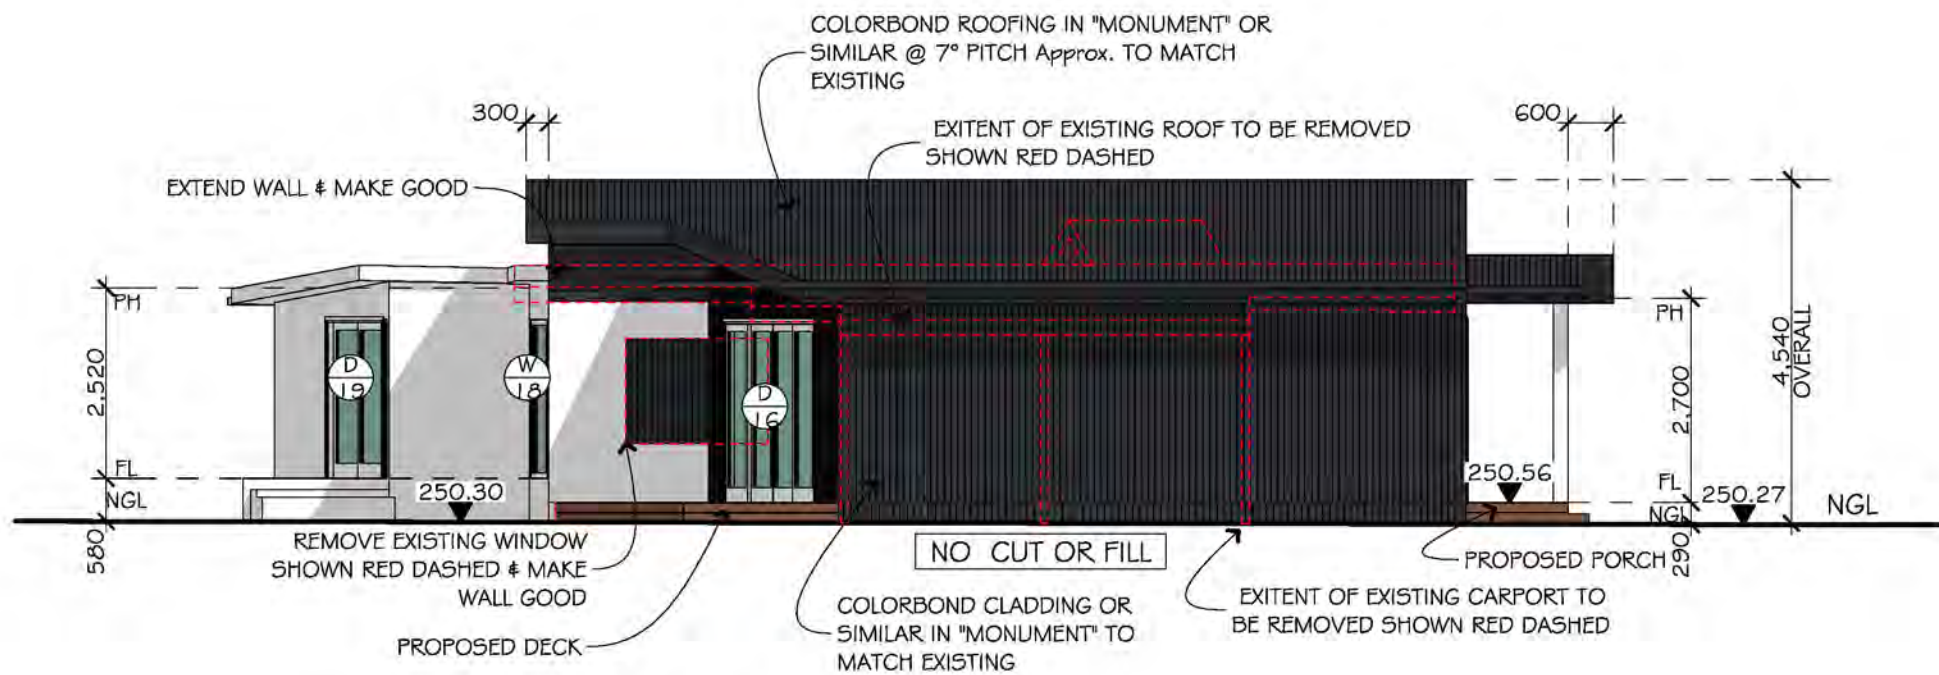 COLORBOND ROOFING IN "MONUMENT" OR
SIMILAR @ 7° PITCH Approx. TO MATCH
EXISTING
300
600
EXITENT OF EXISTING ROOF TO BE REMOVED
SHOWN RED DASHED
EXTEND WALL & MAKE GOOD
PH
2,520
FL
NGL
580
D
19
W
18
D
16
250.30
PH
2,700
FL
NGL
290
4,540
OVERALL
250.56
250.27
NGL
REMOVE EXISTING WINDOW
SHOWN RED DASHED & MAKE
WALL GOOD
NO CUT OR FILL
PROPOSED PORCH
PROPOSED DECK
COLORBOND CLADDING OR
SIMILAR IN "MONUMENT" TO
MATCH EXISTING
EXITENT OF EXISTING CARPORT TO
BE REMOVED SHOWN RED DASHED